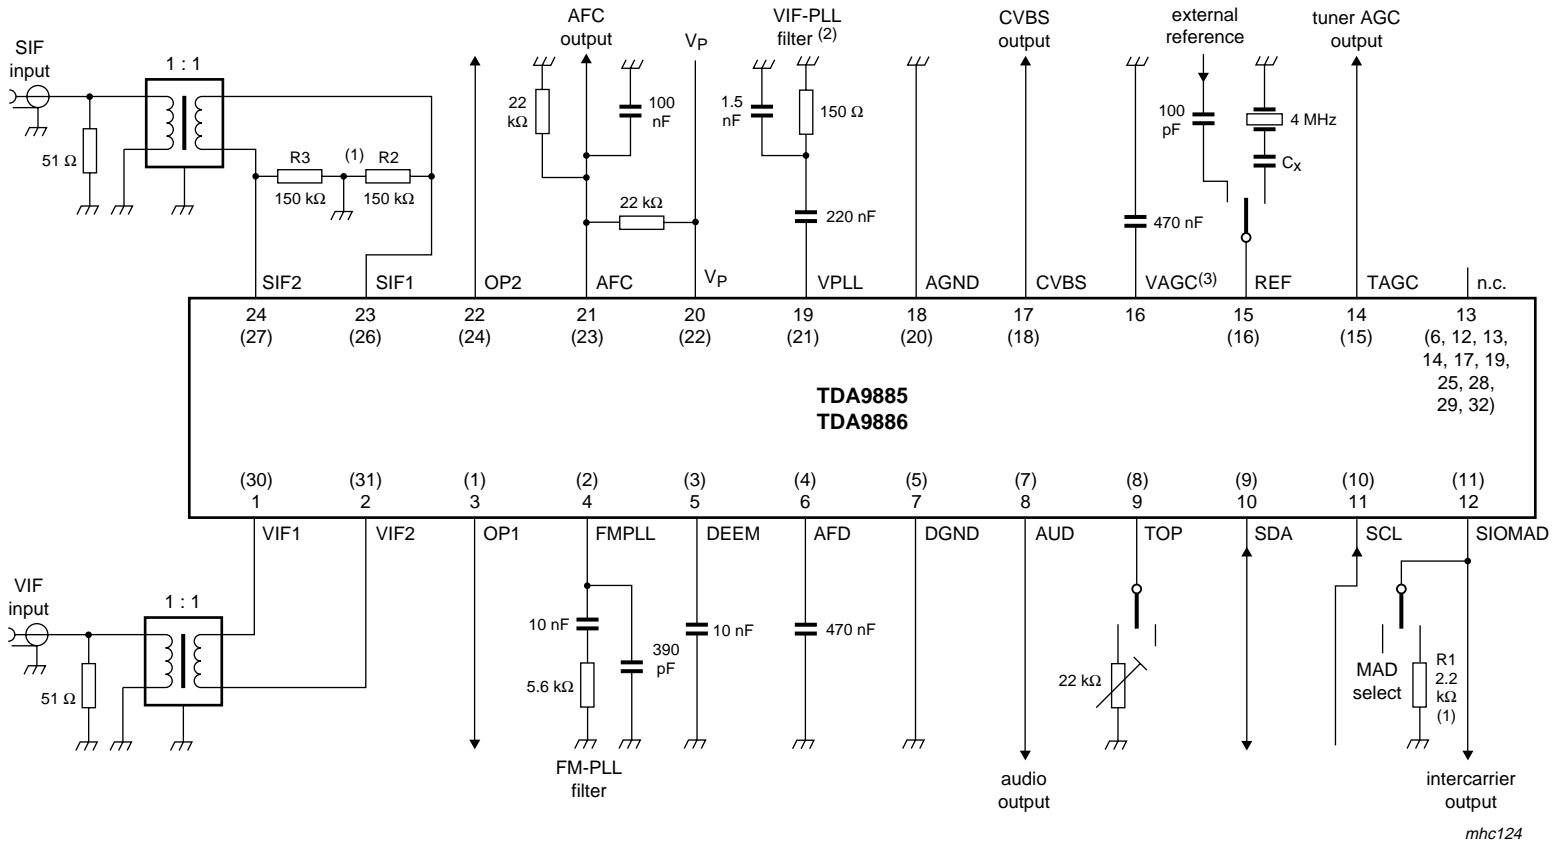 SIF
input
1 : 1
51 Ω
R3
150 kΩ
(1)
R2
150 kΩ
22
kΩ
AFC
output
100
nF
22 kΩ
VP
VIF-PLL
filter (2)
1.5
nF
150 Ω
220 nF
CVBS
output
470 nF
external
reference
100
pF
4 MHz
Cx
tuner AGC
output
SIF2
SIF1
OP2
AFC
VP
VPLL
AGND
CVBS
VAGC(3)
REF
TAGC
n.c.
24
(27)
23
(26)
22
(24)
21
(23)
20
(22)
19
(21)
18
(20)
17
(18)
16
15
(16)
14
(15)
13
(6, 12, 13,
14, 17, 19,
25, 28,
29, 32)
TDA9885
TDA9886
(30)
1
(31)
2
(1)
3
(2)
4
(3)
5
(4)
6
(5)
7
(7)
8
(8)
9
(9)
10
(10)
11
(11)
12
VIF1
VIF2
OP1
FMPLL
DEEM
AFD
DGND
AUD
TOP
SDA
SCL
SIOMAD
VIF
input
1 : 1
51 Ω
10 nF
5.6 kΩ
390
pF
FM-PLL
filter
10 nF
470 nF
audio
output
22 kΩ
MAD
select
R1
2.2
kΩ
(1)
intercarrier
output
mhc124